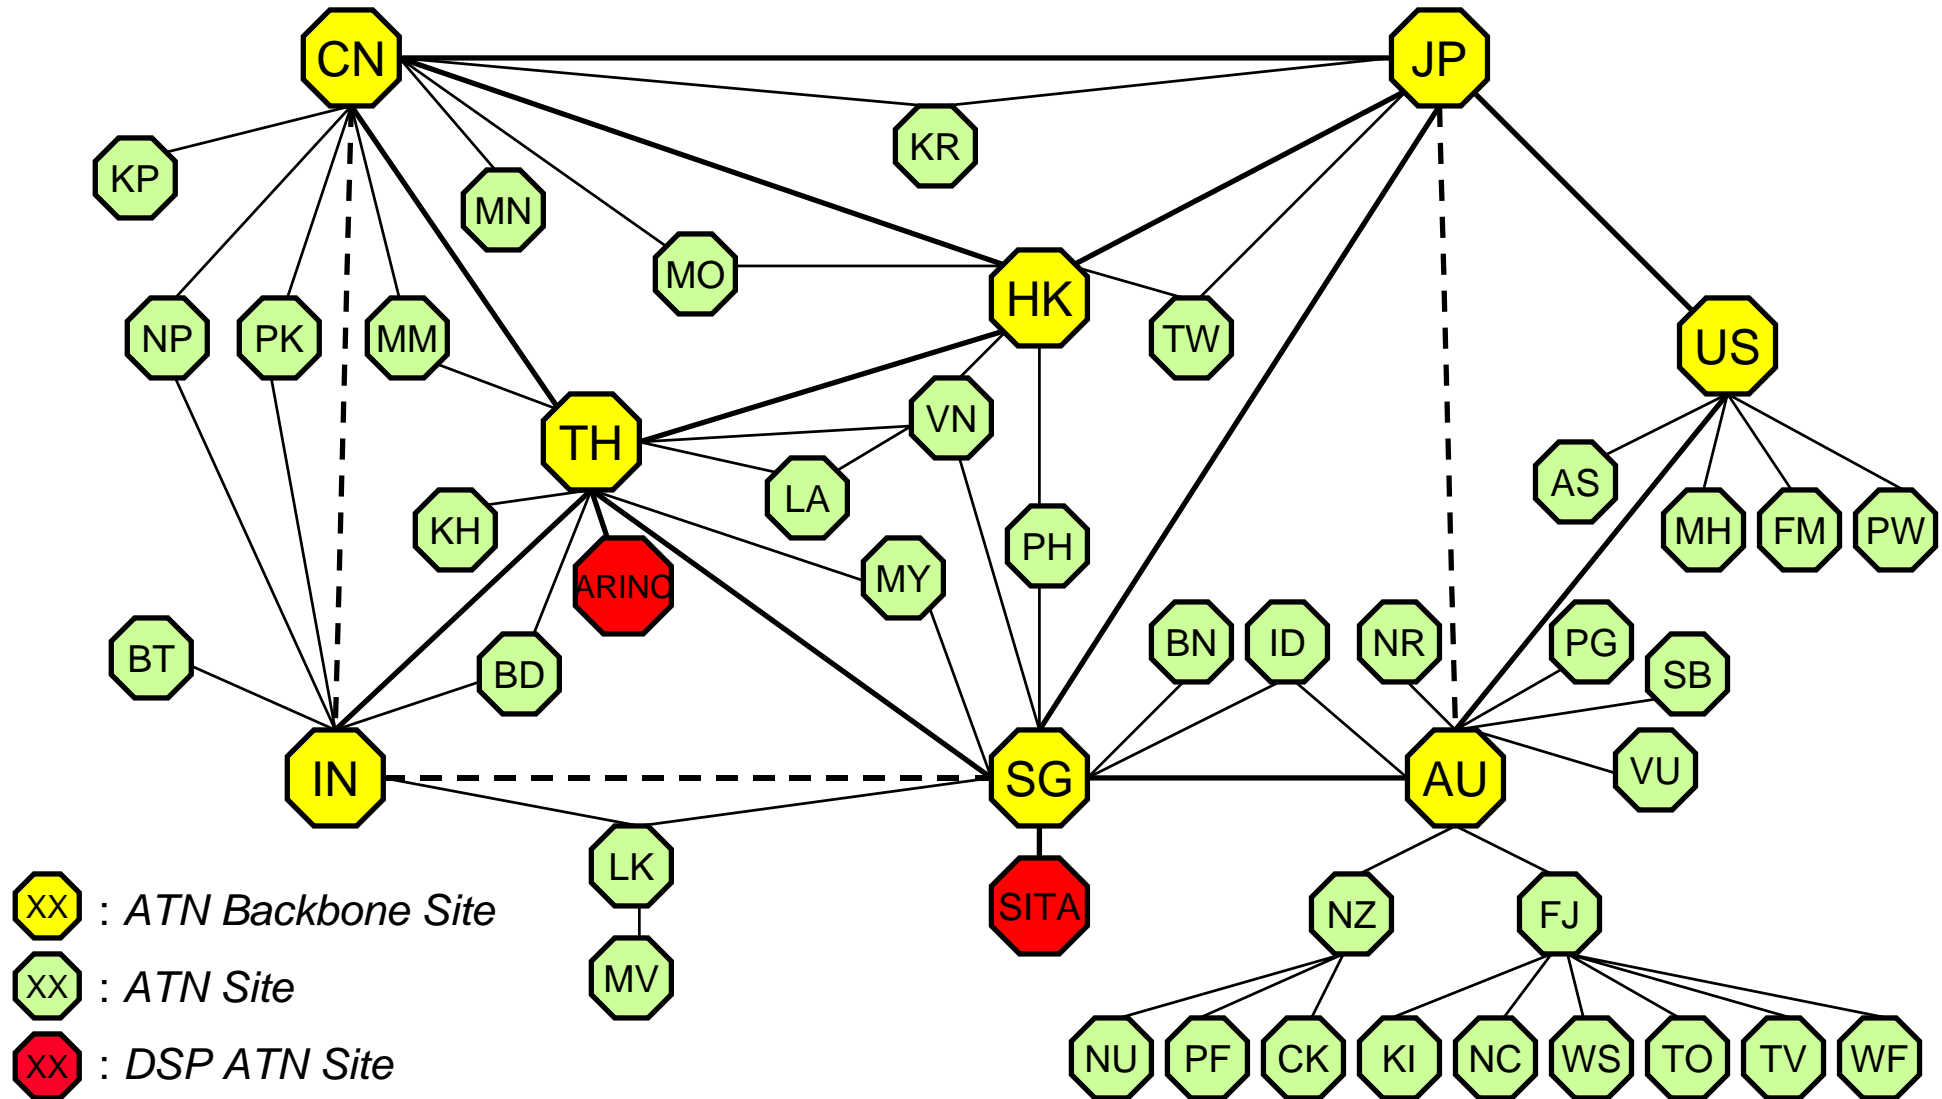 CN
JP
KR
KP
MN
MO
HK
NP
PK
MM
TW
US
TH
VN
AS
LA
KH
PH
MH
FM
PW
ARINC
MY
BT
BD
BN
ID
NR
PG
SB
IN
SG
AU
VU
LK
SITA
NZ
FJ
XX : ATN Backbone Site
MV
XX : ATN Site
NU
PF
CK
KI
NC
WS
TO
TV
WF
XX : DSP ATN Site